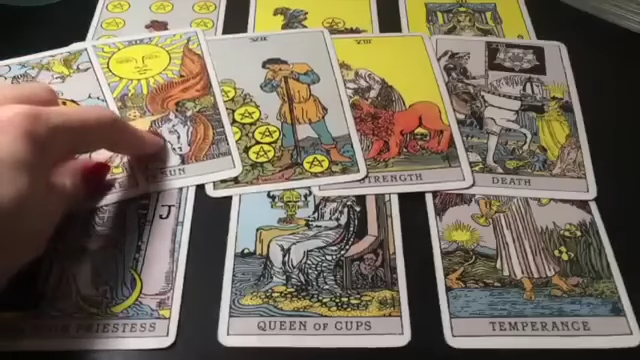 VII
VIII
SUN
STRENGTH
DEATH
J
PRIESTESS
QUEEN OF CUPS
TEMPERANCE